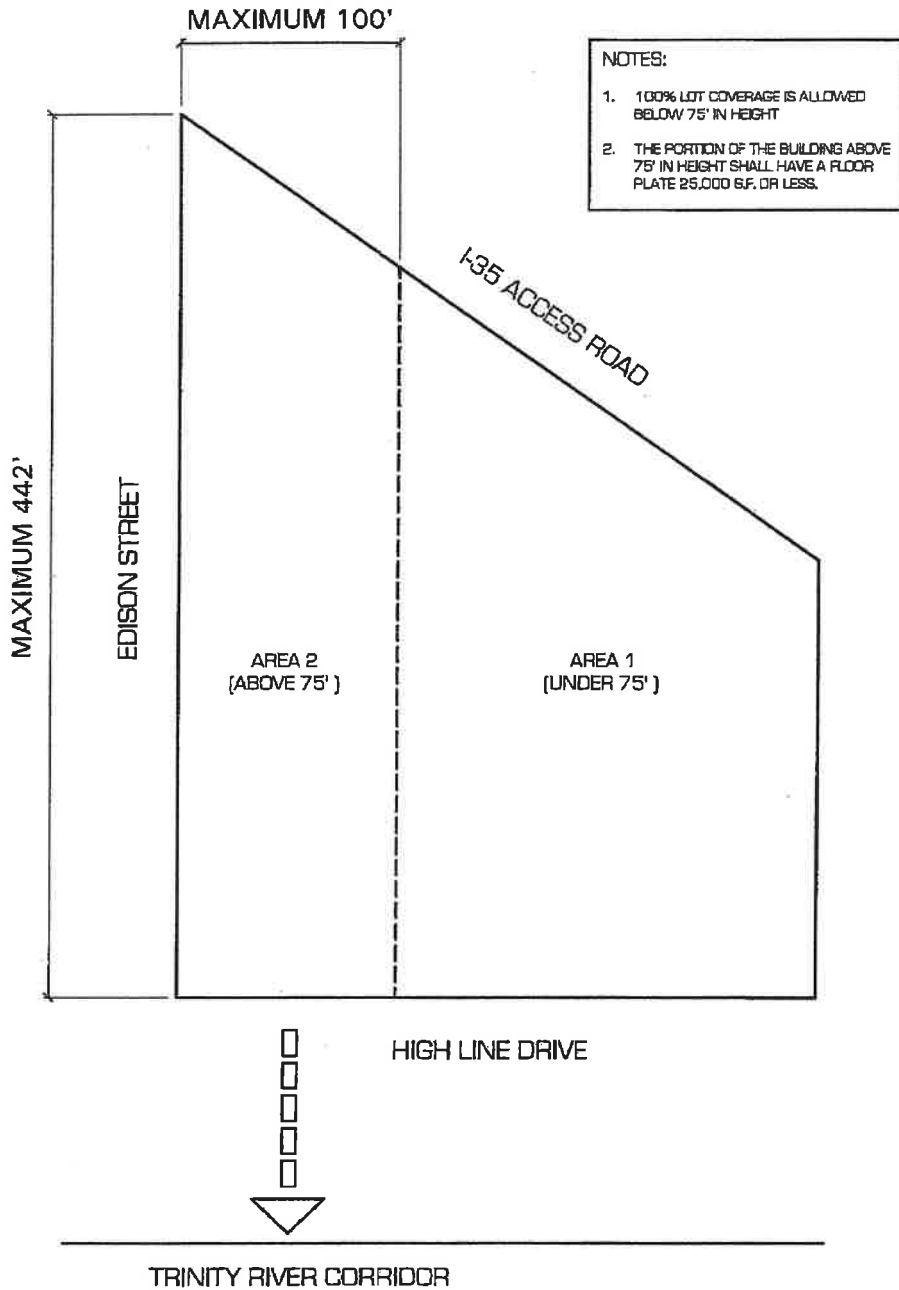 MAXIMUM 100'
NOTES:
1. 100% LOT COVERAGE IS ALLOWED
BELOW 75' IN HEIGHT
2. THE PORTION OF THE BUILDING ABOVE
75' IN HEIGHT SHALL HAVE A FLOOR
PLATE 25,000 S.F. OR LESS.
I-35 ACCESS ROAD
MAXIMUM 442'
EDISON STREET
AREA 2
(ABOVE 75')
AREA 1
(UNDER 75')
HIGH LINE DRIVE
TRINITY RIVER CORRIDOR